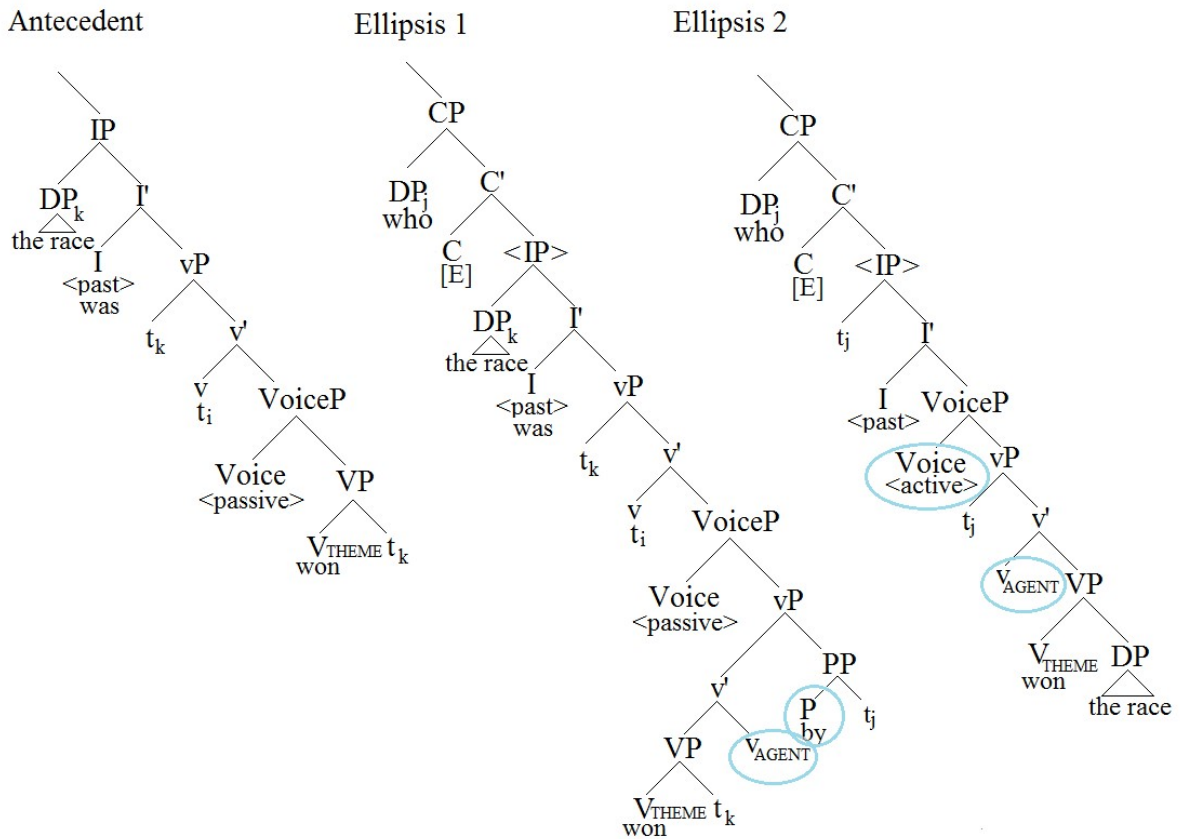 Antecedent
IP
DPk I'
the race
I vP
<past>
was
tk v'
v VoiceP
ti
Voice VP
<passive>
VTHEME tk
won
Ellipsis 1
CP
DPj C'
who
C <IP>
[E]
DPk I'
the race
I vP
<past>
was
tk v'
v VoiceP
ti
Voice vP
<passive>
v' PP
P tj
by
VP vAGENT
VTHEME tk
won
Ellipsis 2
CP
DPj C'
who
C <IP>
[E]
tj I'
I VoiceP
<past>
Voice vP
<active>
tj v'
vAGENT VP
VTHEME DP
won the race